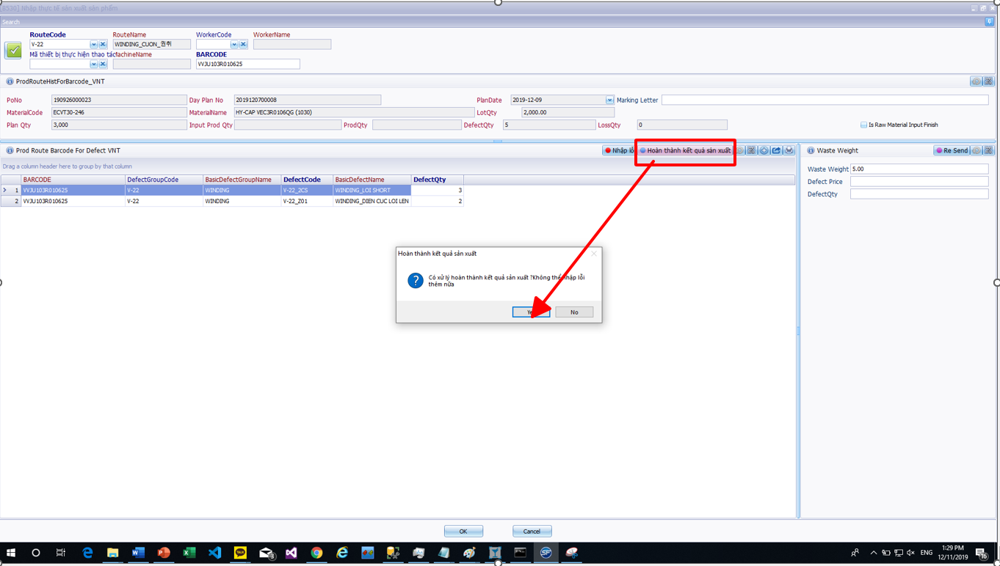 [B530] Nhập thực tế sản xuất sản phẩm
Search
RouteCode RouteName WorkerCode WorkerName
V-22 WINDING_CUON_권취
Mã thiết bị thực hiện thao tác MachineName BARCODE
VVJU103R010625
ProdRouteHistForBarcode_VNT
PoNo 190926000023 Day Plan No 2019120700008 PlanDate 2019-12-09 Marking Letter
MaterialCode ECVT30-246 MaterialName HY-CAP VEC3R0106QG (1030) LotQty 2,000.00
Plan Qty 3,000 Input Prod Qty ProdQty DefectQty 5 LossQty 0 Is Raw Material Input Finish
Prod Route Barcode For Defect VNT Nhập lỗi Hoàn thành kết quả sản xuất Waste Weight Re Send
Drag a column header here to group by that column
Waste Weight 5.00
Defect Price
DefectQty
BARCODE DefectGroupCode BasicDefectGroupName DefectCode BasicDefectName DefectQty
1 VVJU103R010625 V-22 WINDING V-22_2CS WINDING_LOI SHORT 3
2 VVJU103R010625 V-22 WINDING V-22_Z01 WINDING_DIEN CUC LOI LEN 2
Hoàn thành kết quả sản xuất
Có xử lý hoàn thành kết quả sản xuất ?Không thể nhập lỗi
thêm nữa
Yes No
OK Cancel
TALK
3
SF
ENG
1:29 PM
12/11/2019
16